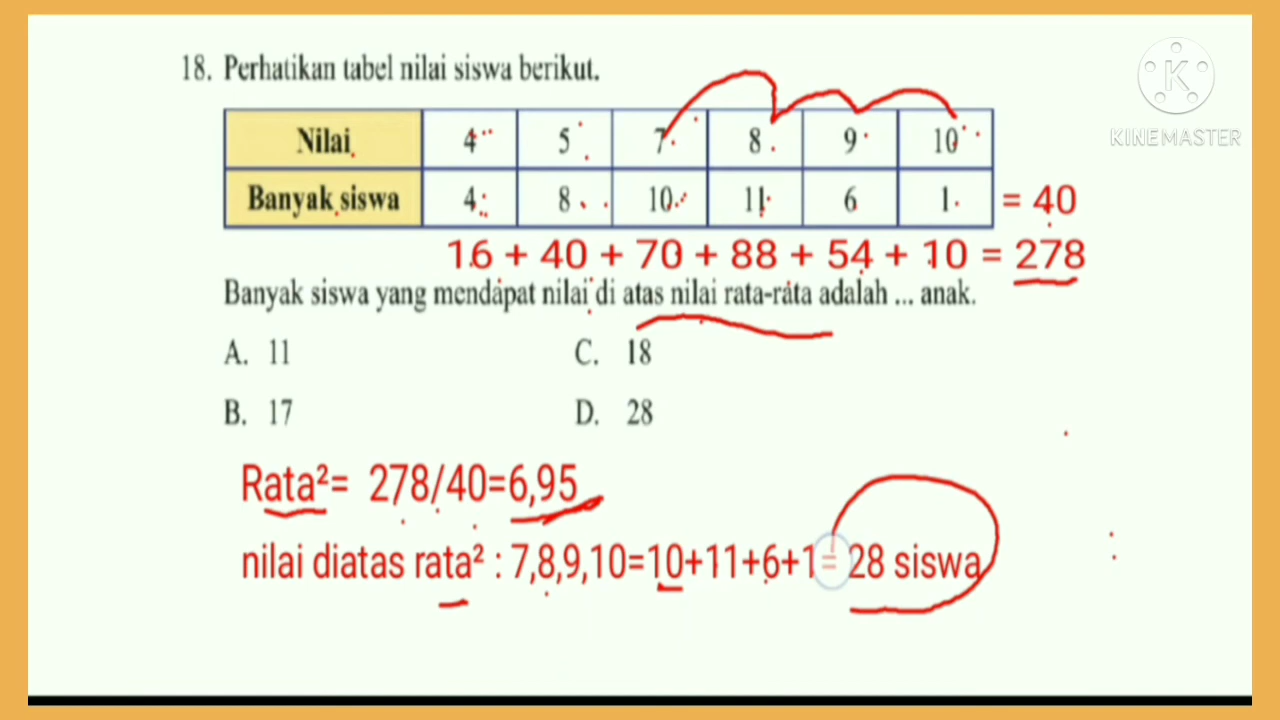 18. Perhatikan tabel nilai siswa berikut.
Nilai 4 5 7 8 9 10
Banyak siswa 4 8 10 11 6 1 = 40
16 + 40 + 70 + 88 + 54 + 10 = 278
Banyak siswa yang mendapat nilai di atas nilai rata-rata adalah ... anak.
A. 11 C. 18
B. 17 D. 28
Rata²= 278/40=6,95
nilai diatas rata² : 7,8,9,10=10+11+6+1= 28 siswa
K
KINEMASTER